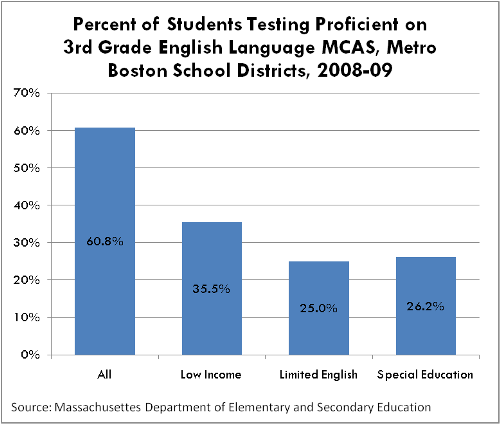 Percent of Students Testing Proficient on
3rd Grade English Language MCAS, Metro
Boston School Districts, 2008-09
70%
60%
50%
40%
30%
20%
10%
0%
60.8%
35.5%
25.0%
26.2%
All
Low Income
Limited English
Special Education
Source: Massachusettes Department of Elementary and Secondary Education